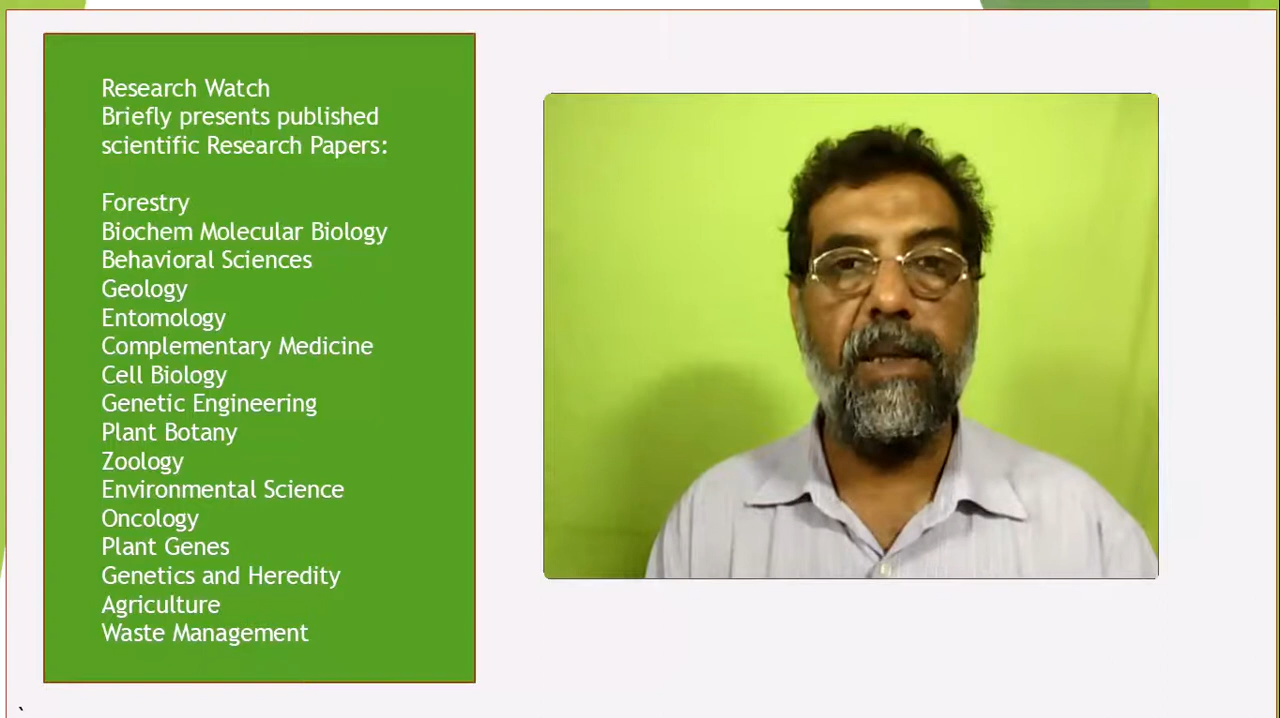 Research Watch
Briefly presents published
scientific Research Papers:
Forestry
Biochem Molecular Biology
Behavioral Sciences
Geology
Entomology
Complementary Medicine
Cell Biology
Genetic Engineering
Plant Botany
Zoology
Environmental Science
Oncology
Plant Genes
Genetics and Heredity
Agriculture
Waste Management
`